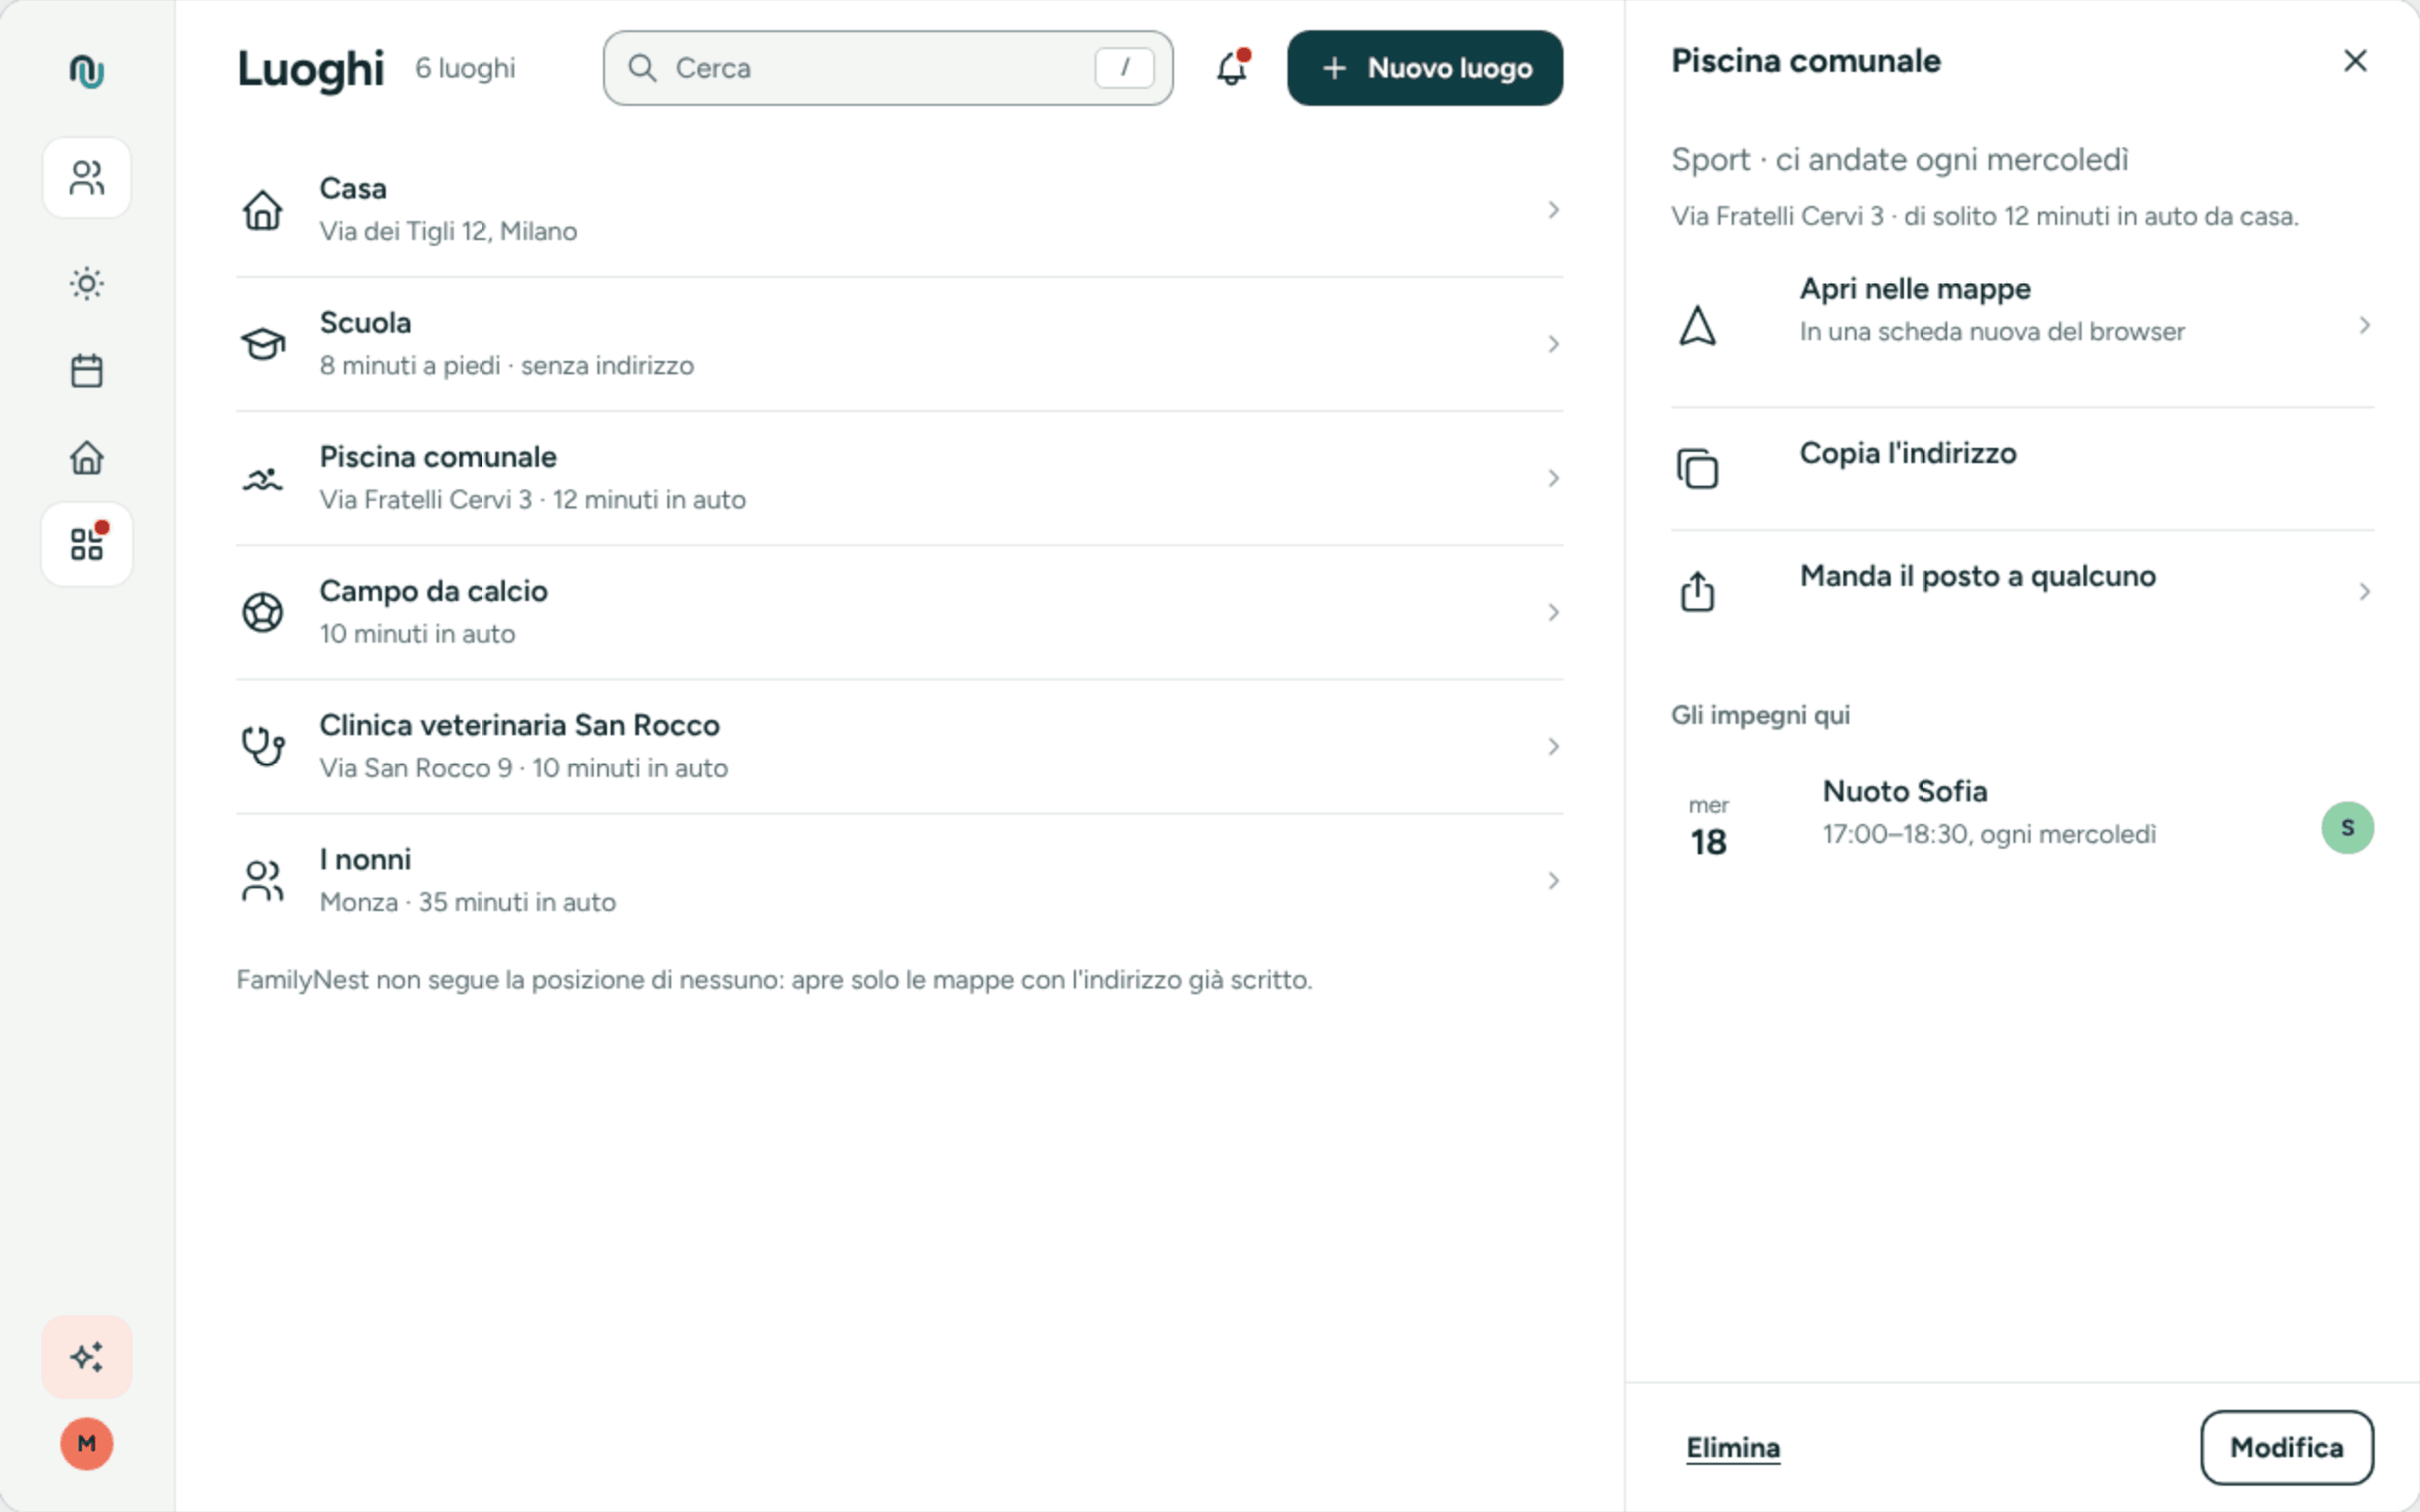 Luoghi
6 luoghi
Cerca
/
Nuovo luogo
Casa
Via dei Tigli 12, Milano
Scuola
8 minuti a piedi · senza indirizzo
Piscina comunale
Via Fratelli Cervi 3 · 12 minuti in auto
Campo da calcio
10 minuti in auto
Clinica veterinaria San Rocco
Via San Rocco 9 · 10 minuti in auto
I nonni
Monza · 35 minuti in auto
FamilyNest non segue la posizione di nessuno: apre solo le mappe con l'indirizzo già scritto.
M
Piscina comunale
Sport · ci andate ogni mercoledì
Via Fratelli Cervi 3 · di solito 12 minuti in auto da casa.
Apri nelle mappe
In una scheda nuova del browser
Copia l'indirizzo
Manda il posto a qualcuno
Gli impegni qui
mer
18
Nuoto Sofia
17:00–18:30, ogni mercoledì
S
Elimina
Modifica